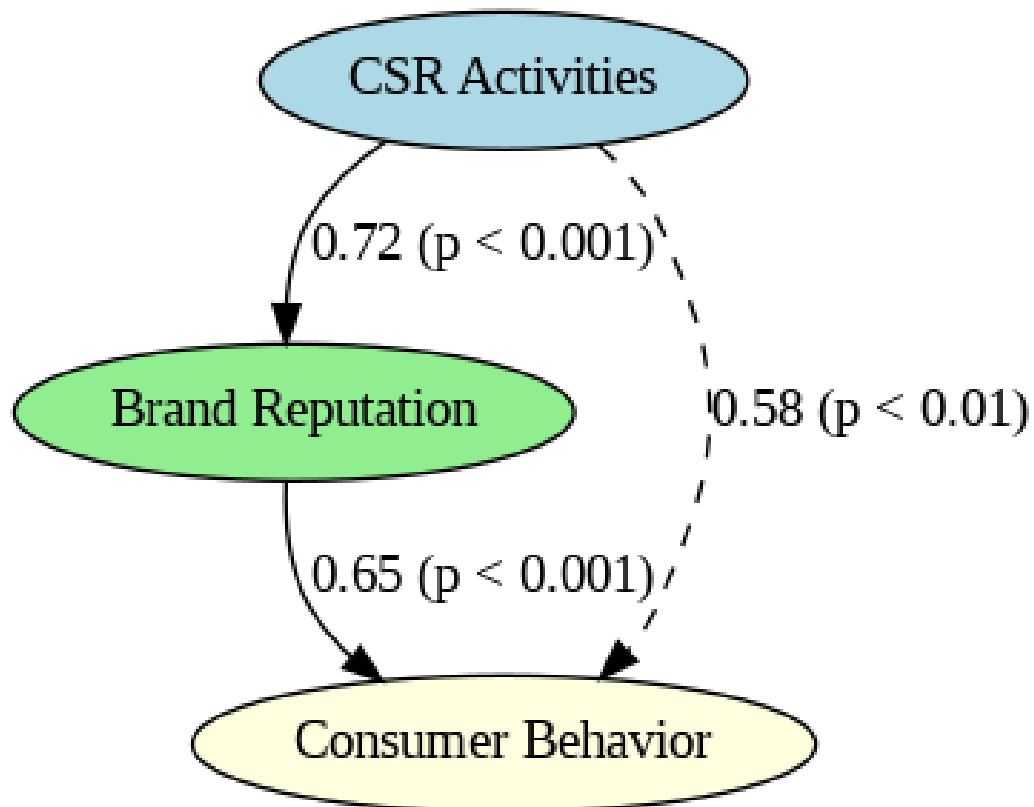 CSR Activities
0.72 (p < 0.001)
Brand Reputation
0.58 (p < 0.01)
0.65 (p < 0.001)
Consumer Behavior